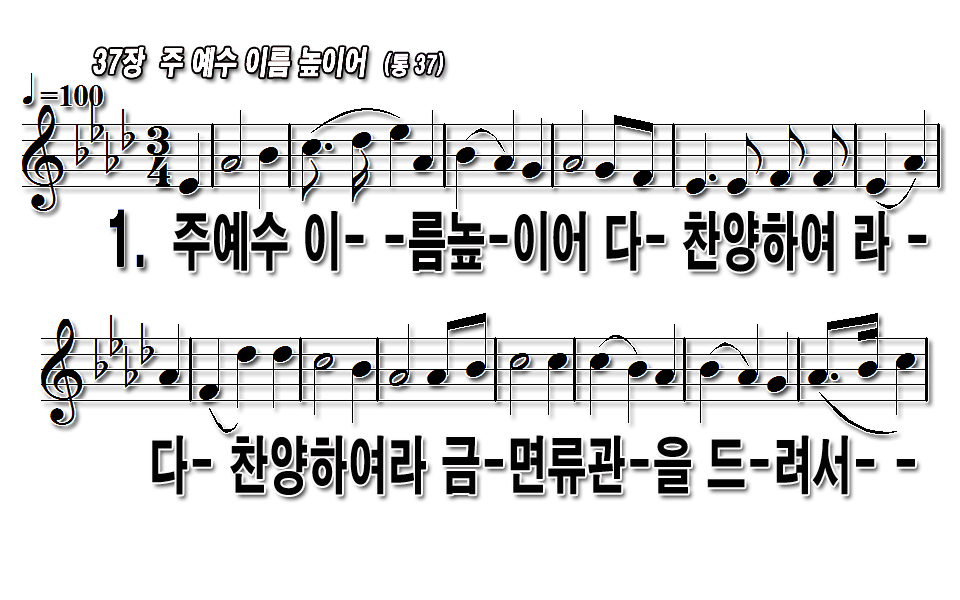 37장 주 예수 이름 높이어 (통 37)
♩=100
3
4
1. 주예수 이- -름높-이어 다- 찬양하여 라 -
다- 찬양하여라 금-면류관-을 드-려서- -